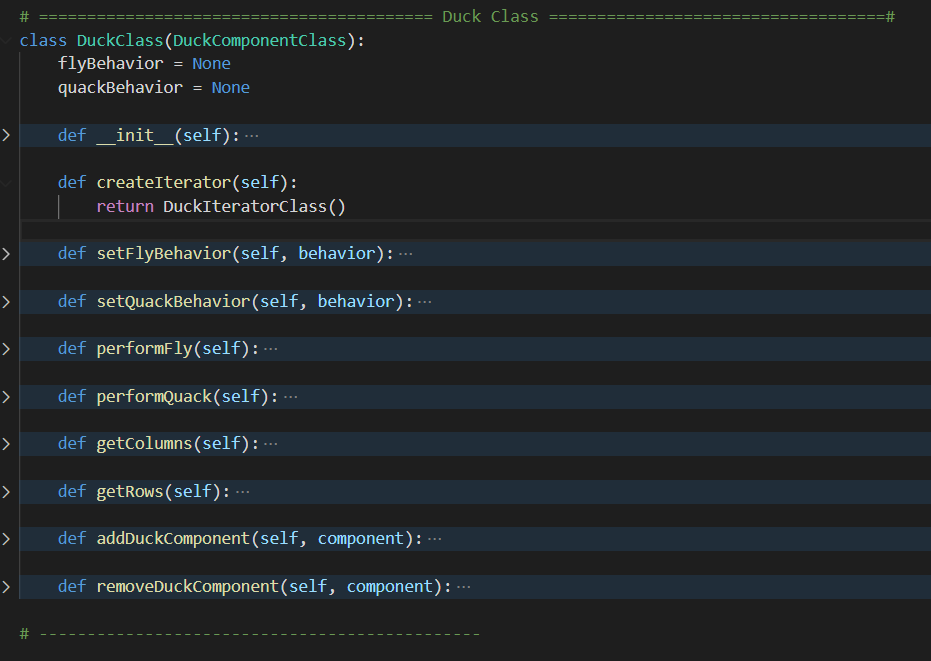 # ========================================= Duck Class ===================================#
class DuckClass(DuckComponentClass):
    flyBehavior = None
    quackBehavior = None
    def __init__(self):···
    def createIterator(self):
        return DuckIteratorClass()
    def setFlyBehavior(self, behavior):···
    def setQuackBehavior(self, behavior):···
    def performFly(self):···
    def performQuack(self):···
    def getColumns(self):···
    def getRows(self):···
    def addDuckComponent(self, component):···
    def removeDuckComponent(self, component):···
# ----------------------------------------------